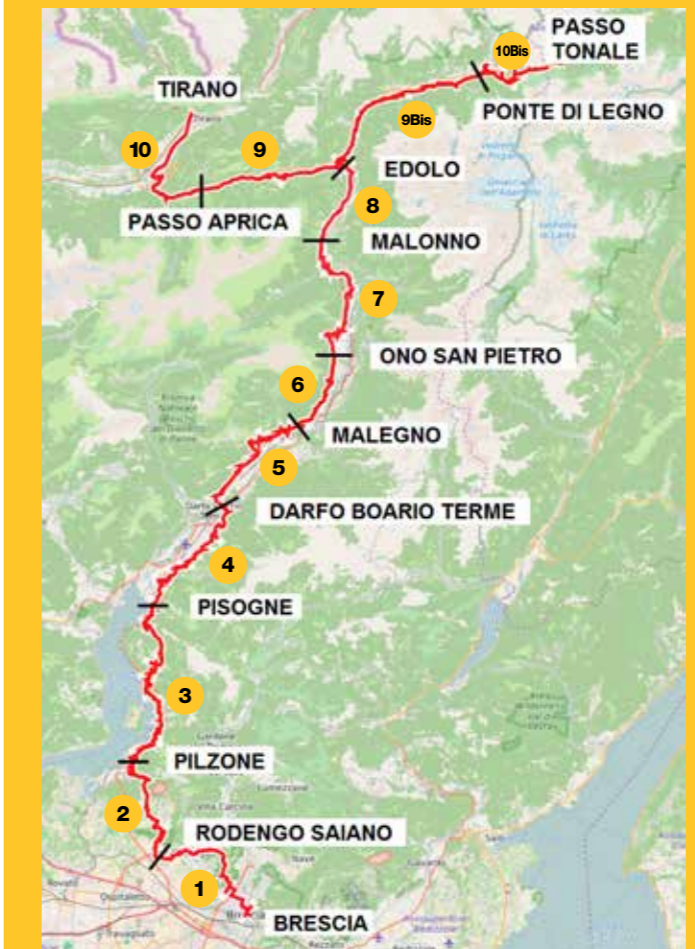 PASSO
TONALE
10Bis
TIRANO
PONTE DI LEGNO
9Bis
10
9
EDOLO
PASSO APRICA
8
MALONNO
7
ONO SAN PIETRO
6
MALEGNO
5
DARFO BOARIO TERME
4
PISOGNE
3
PILZONE
2
RODENGO SAIANO
1
BRESCIA